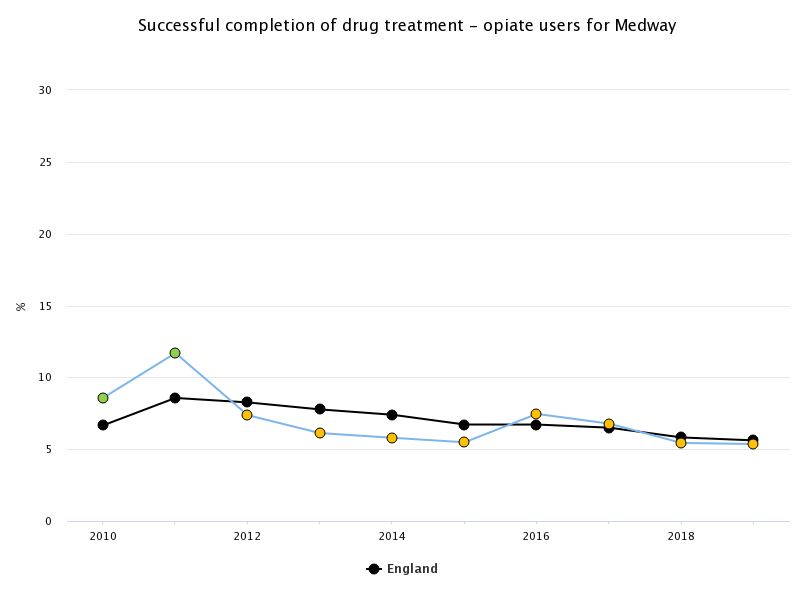 Successful completion of drug treatment – opiate users for Medway
30
25
20
15
10
5
0
%
2010 2012 2014 2016 2018
England